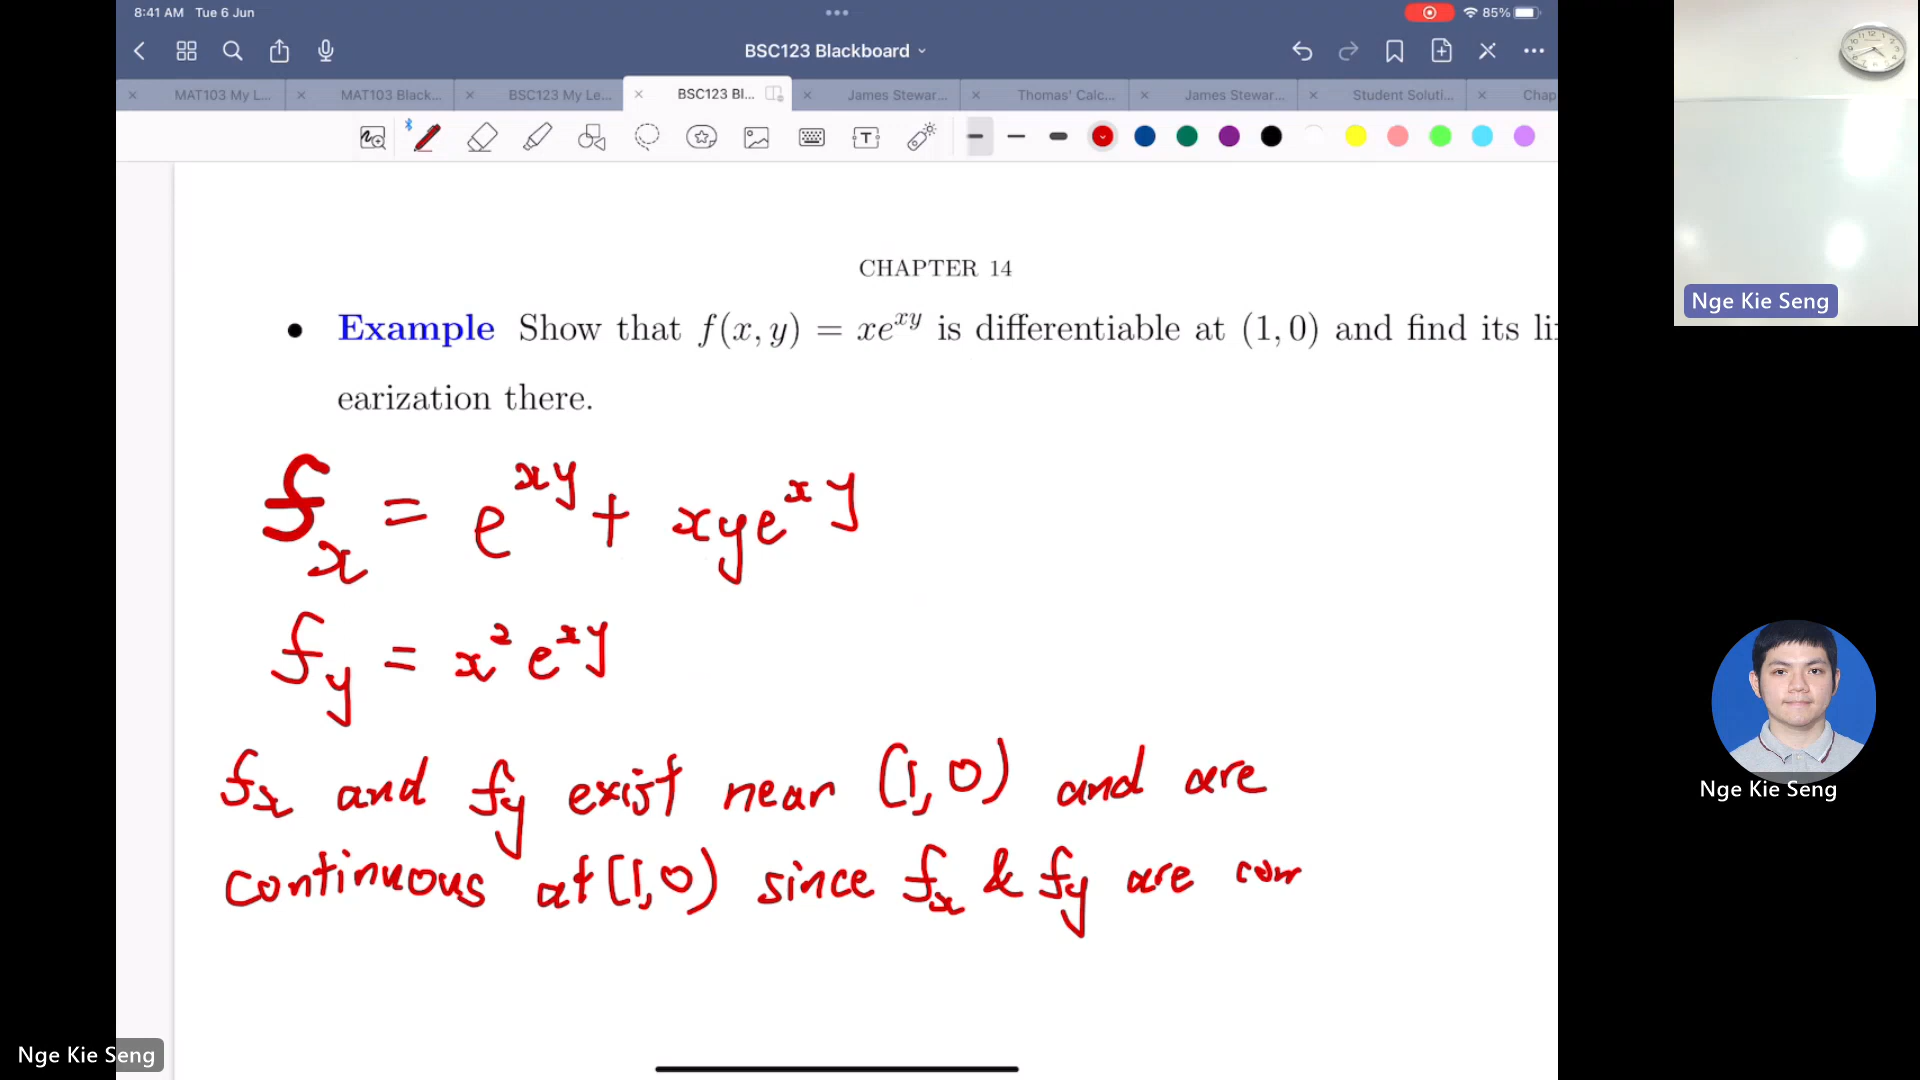 8:41 AM Tue 6 Jun
85%
BSC123 Blackboard
MAT103 My L...
MAT103 Black...
BSC123 My Le...
BSC123 Bl...
James Stewar...
Thomas' Calc...
James Stewar...
Student Soluti...
Chap
CHAPTER 14
• Example Show that f(x, y) = xe^{xy} is differentiable at (1, 0) and find its li
earization there.
f_x = e^{xy} + xye^{xy}
f_y = x^2 e^{xy}
f_x and f_y exist near (1, 0) and are
continuous at (1, 0) since f_x & f_y are com
Nge Kie Seng
Nge Kie Seng
Nge Kie Seng